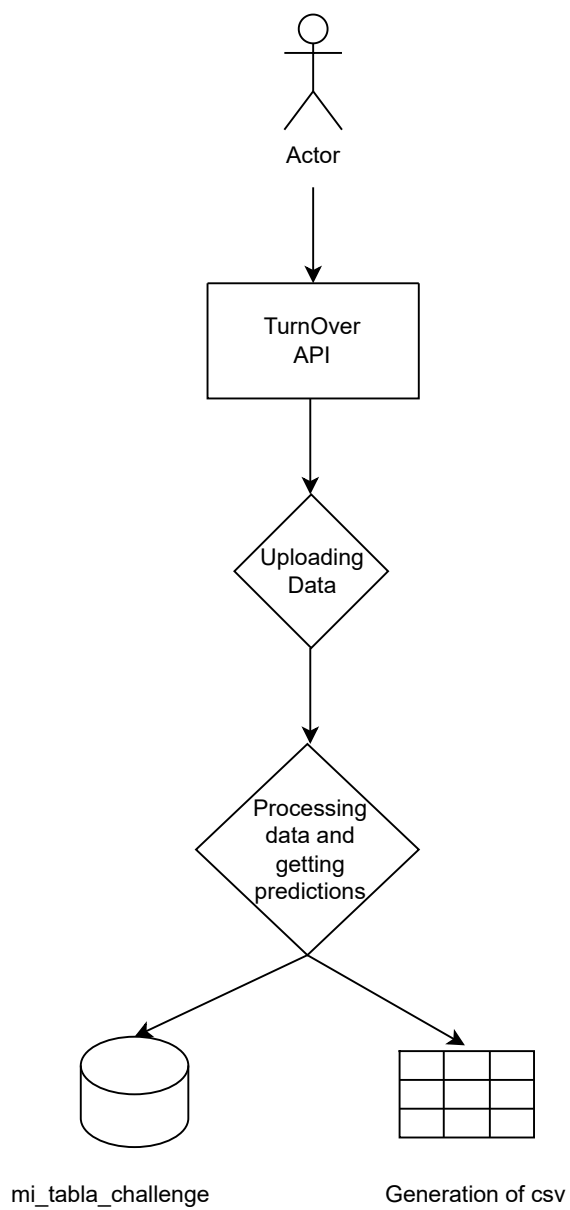 Actor
TurnOver
API
Uploading
Data
Processing
data and
getting
predictions
mi_tabla_challenge
Generation of csv